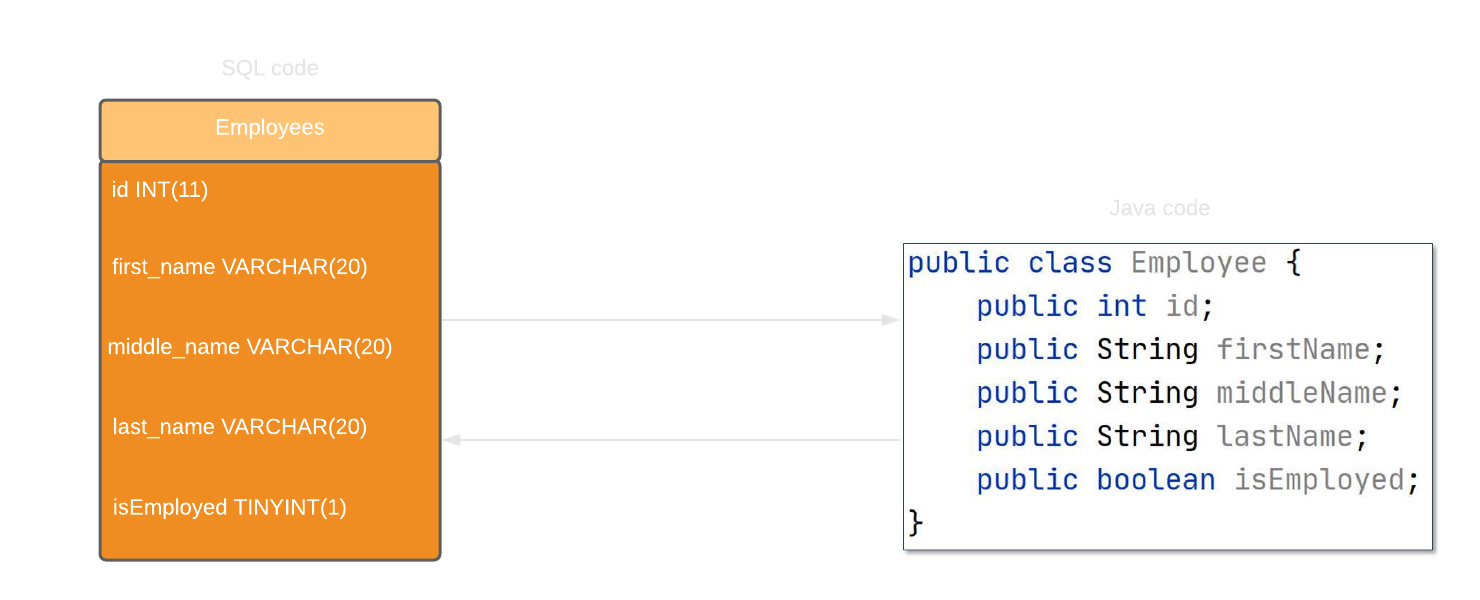 SQL code
Employees
id INT(11)
first_name VARCHAR(20)
middle_name VARCHAR(20)
last_name VARCHAR(20)
isEmployed TINYINT(1)
Java code
public class Employee {
    public int id;
    public String firstName;
    public String middleName;
    public String lastName;
    public boolean isEmployed;
}